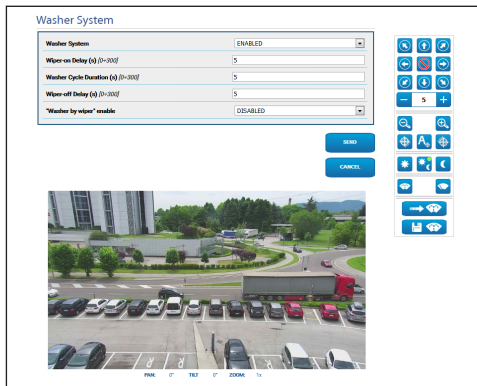 Washer System
Washer System ENABLED
Wiper-on Delay (s) [0÷300] 5
Washer Cycle Duration (s) [0÷300] 5
Wiper-off Delay (s) [0÷300] 5
"Washer by wiper" enable DISABLED
SEND
CANCEL
− 5 +
A
PAN: 0° TILT 0° ZOOM: 1x